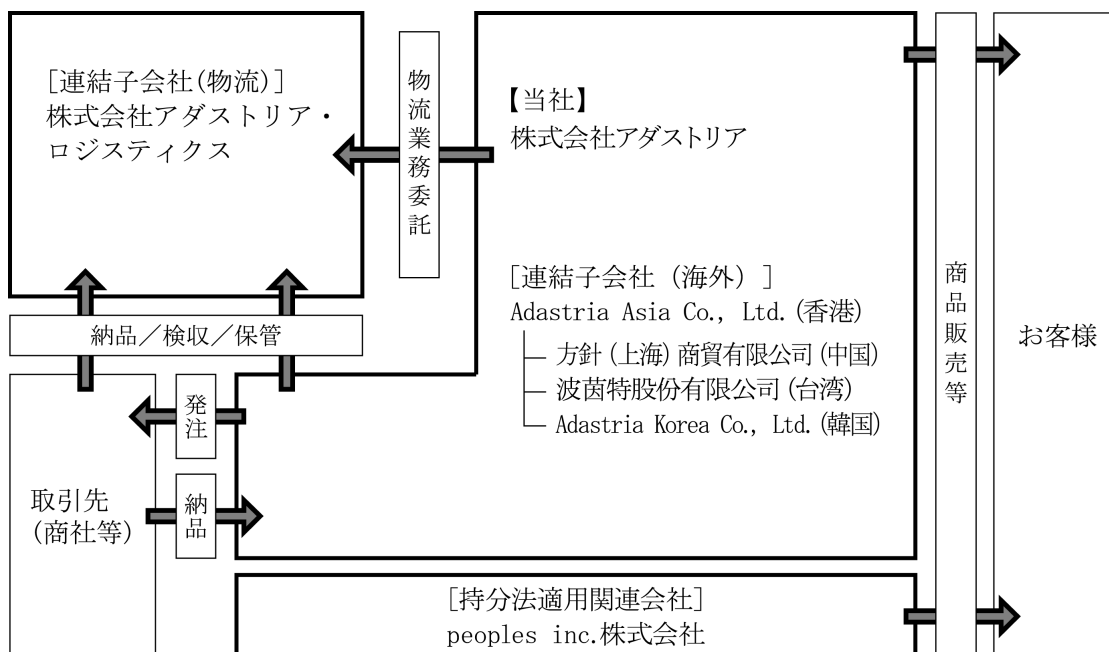 [連結子会社(物流)]
株式会社アダストリア・
ロジスティクス
物流業務委託
【当社】
株式会社アダストリア
[連結子会社（海外）]
Adastria Asia Co., Ltd.(香港)
方針(上海)商貿有限公司(中国)
波茵特股份有限公司(台湾)
Adastria Korea Co., Ltd.(韓国)
納品／検収／保管
発注
納品
取引先
(商社等)
商品販売等
お客様
[持分法適用関連会社]
peoples inc.株式会社